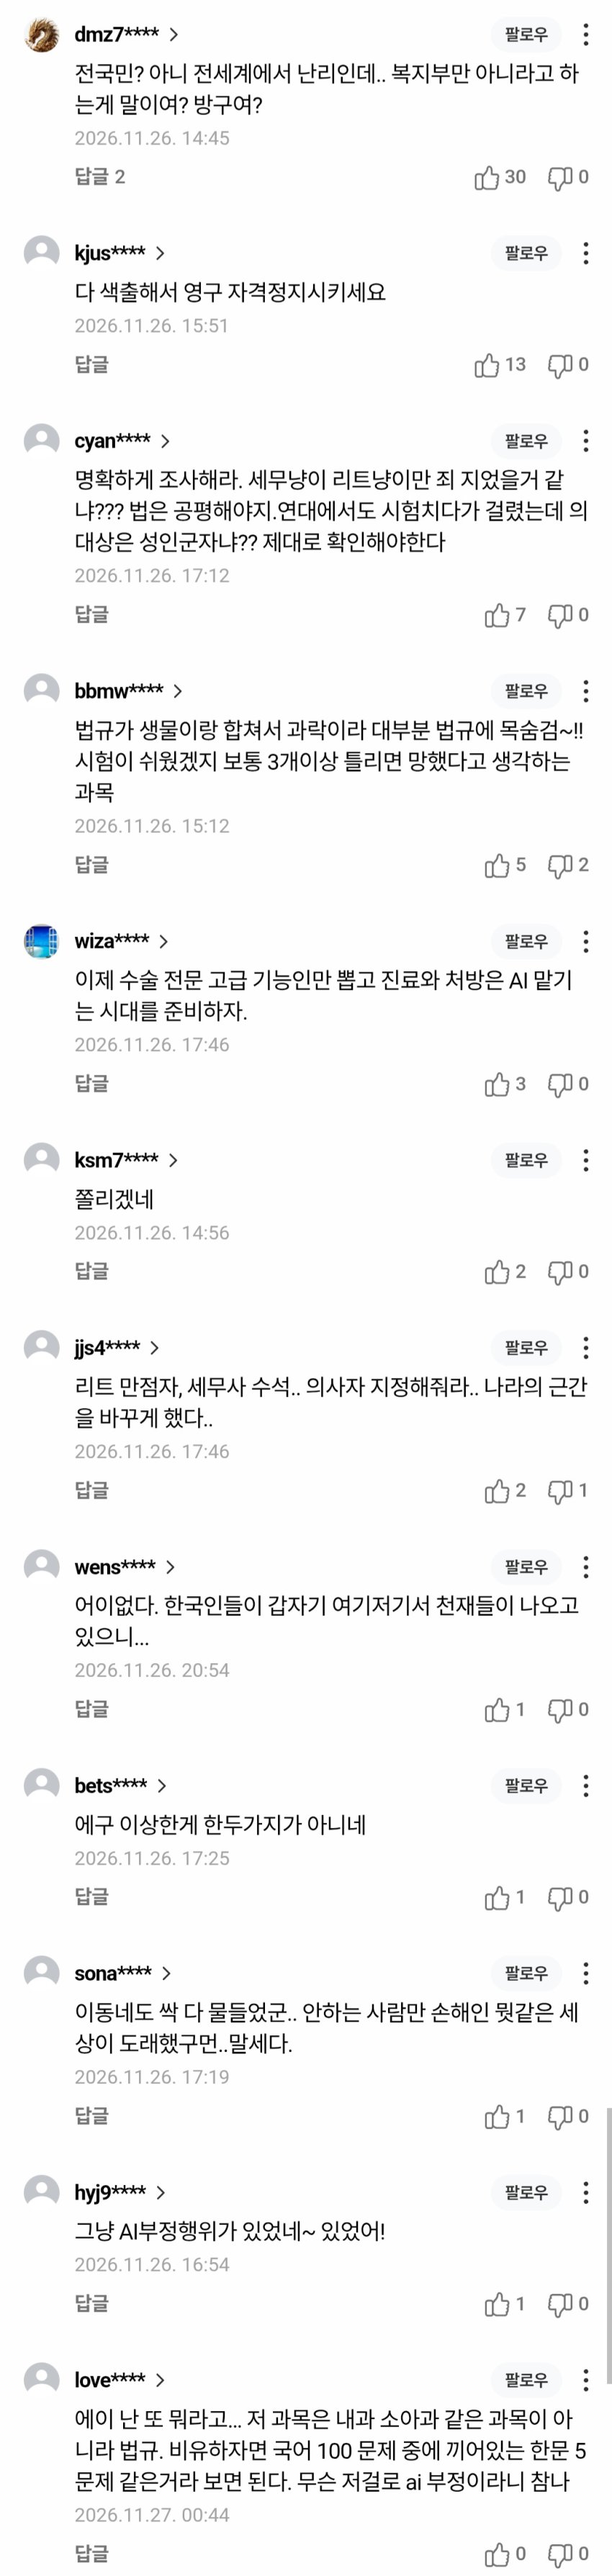 dmz7**** >
팔로우
전국민? 아니 전세계에서 난리인데.. 복지부만 아니라고 하
는게 말이여? 방구여?
2026.11.26. 14:45
답글 2
30 0
kjus**** >
팔로우
다 색출해서 영구 자격정지시키세요
2026.11.26. 15:51
답글
13 0
cyan**** >
팔로우
명확하게 조사해라. 세무냥이 리트냥이만 죄 지었을거 같
냐??? 법은 공평해야지.연대에서도 시험치다가 걸렸는데 의
대상은 성인군자냐?? 제대로 확인해야한다
2026.11.26. 17:12
답글
7 0
bbmw**** >
팔로우
법규가 생물이랑 합쳐서 과락이라 대부분 법규에 목숨검~!!
시험이 쉬웠겠지 보통 3개이상 틀리면 망했다고 생각하는
과목
2026.11.26. 15:12
답글
5 2
wiza**** >
팔로우
이제 수술 전문 고급 기능인만 뽑고 진료와 처방은 AI 맡기
는 시대를 준비하자.
2026.11.26. 17:46
답글
3 0
ksm7**** >
팔로우
쫄리겠네
2026.11.26. 14:56
답글
2 0
jjs4**** >
팔로우
리트 만점자, 세무사 수석.. 의사자 지정해줘라.. 나라의 근간
을 바꾸게 했다..
2026.11.26. 17:46
답글
2 1
wens**** >
팔로우
어이없다. 한국인들이 갑자기 여기저기서 천재들이 나오고
있으니...
2026.11.26. 20:54
답글
1 0
bets**** >
팔로우
에구 이상한게 한두가지가 아니네
2026.11.26. 17:25
답글
1 0
sona**** >
팔로우
이동네도 싹 다 물들었군.. 안하는 사람만 손해인 뭣같은 세
상이 도래했구먼..말세다.
2026.11.26. 17:19
답글
1 0
hyj9**** >
팔로우
그냥 AI부정행위가 있었네~ 있었어!
2026.11.26. 16:54
답글
1 0
love**** >
팔로우
에이 난 또 뭐라고... 저 과목은 내과 소아과 같은 과목이 아
니라 법규. 비유하자면 국어 100 문제 중에 끼어있는 한문 5
문제 같은거라 보면 된다. 무슨 저걸로 ai 부정이라니 참나
2026.11.27. 00:44
답글
0 0